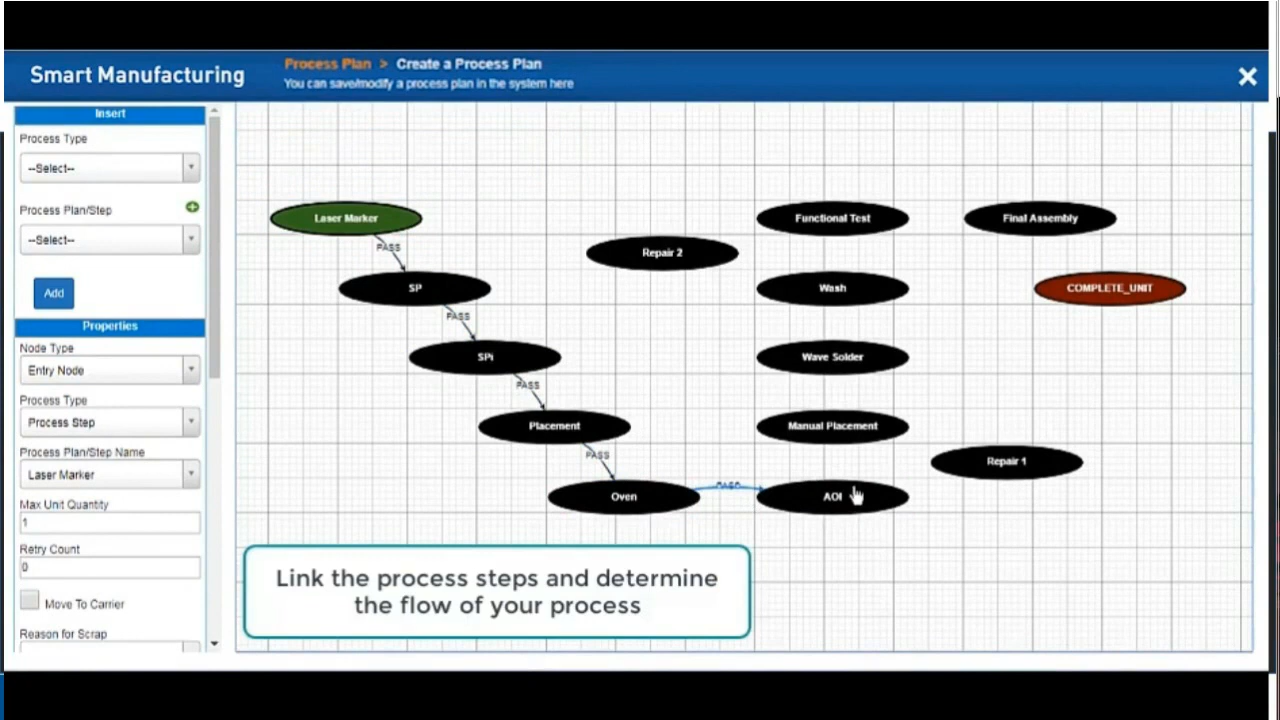 Smart Manufacturing
Process Plan > Create a Process Plan
You can save/modify a process plan in the system here
Insert
Process Type
--Select--
Process Plan/Step
--Select--
Add
Properties
Node Type
Entry Node
Process Type
Process Step
Process Plan/Step Name
Laser Marker
Max Unit Quantity
1
Retry Count
0
Move To Carrier
Reason for Scrap
Laser Marker
PASS
SP
PASS
SPi
PASS
Placement
PASS
Oven
PASS
Repair 2
Functional Test
Wash
Wave Solder
Manual Placement
AOI
Final Assembly
COMPLETE_UNIT
Repair 1
Link the process steps and determine
the flow of your process